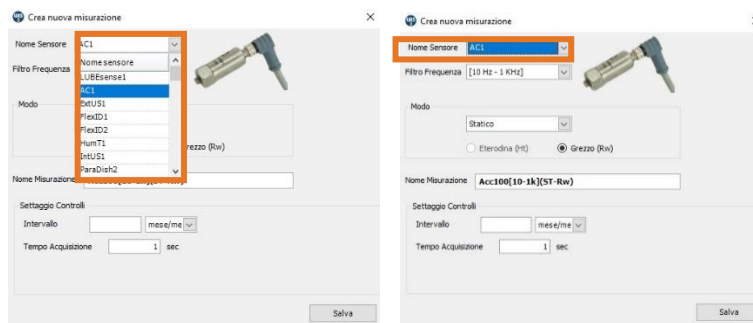 Crea nuova misurazione
Nome Sensore AC1
Nome sensore
LUBEsense1
AC1
ExtUS1
FlexID1
FlexID2
HumT1
IntUS1
ParaDish2
Filtro Frequenza
Modo
Grezzo (Rw)
Nome Misurazione
Settaggio Controlli
Intervallo mese/me
Tempo Acquisizione 1 sec
Salva
Crea nuova misurazione
Nome Sensore AC1
Filtro Frequenza [10 Hz - 1 KHz]
Modo
Statico
Eterodina (Ht) Grezzo (Rw)
Nome Misurazione Acc100[10-1k](ST-Rw)
Settaggio Controlli
Intervallo mese/me
Tempo Acquisizione 1 sec
Salva